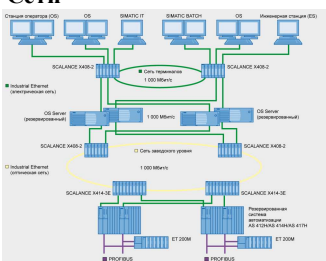 Сети
Станция оператора (OS) OS SIMATIC IT SIMATIC BATCH OS Инженерная станция (ES)
SCALANCE X408-2 Сеть терминалов SCALANCE X408-2
1 000 Мбит/с
Industrial Ethernet
(электрическая сеть)
OS Server
(резервированный)
1 000 Мбит/с
OS Server
(резервированный)
SCALANCE X408-2 Сеть заводского уровня SCALANCE X408-2
Industrial Ethernet
(оптическая сеть)
1 000 Мбит/с
SCALANCE X414-3E SCALANCE X414-3E
Резервированная
система
автоматизации
AS 412H/AS 414H/AS 417H
ET 200M ET 200M
PROFIBUS PROFIBUS